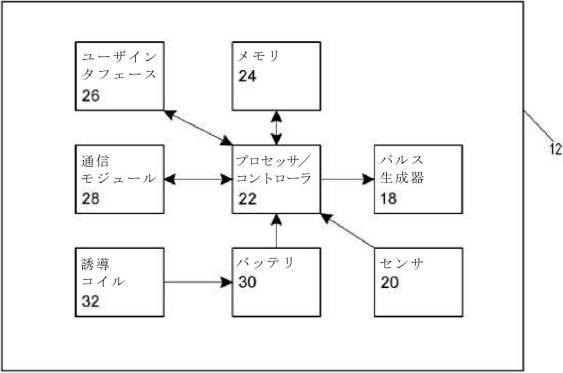 ユーザイン
タフェース
26
メモリ
24
通信
モジュール
28
プロセッサ/
コントローラ
22
パルス
生成器
18
12
誘導
コイル
32
バッテリ
30
センサ
20